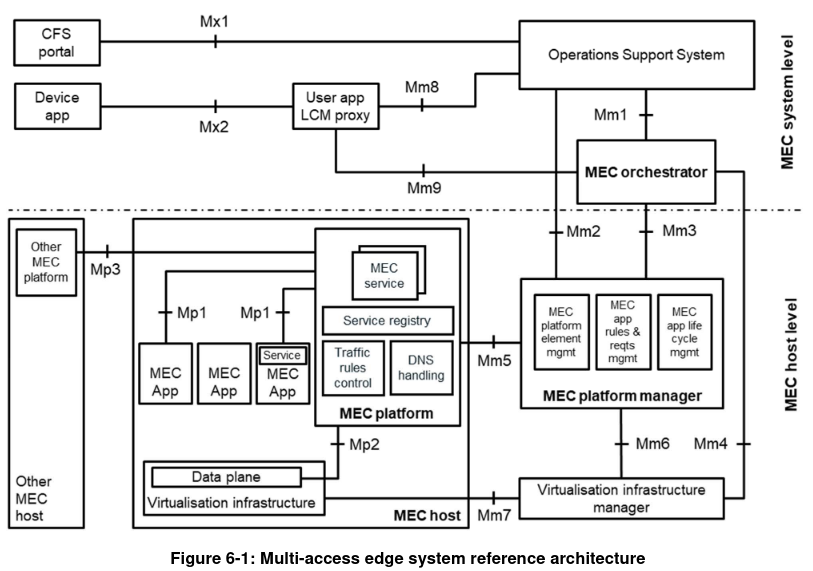 Mx1
CFS
portal
Operations Support System
Device
app
Mx2
User app
LCM proxy
Mm8
Mm1
MEC orchestrator
Mm9
MEC system level
Mm2
Mm3
Other
MEC
platform
Mp3
MEC
service
Mp1
Mp1
Service registry
Traffic
rules
control
DNS
handling
MEC platform
MEC
App
MEC
App
Service
MEC
App
Mm5
MEC
platform
element
mgmt
MEC
app
rules &
reqts
mgmt
MEC
app life
cycle
mgmt
MEC platform manager
MEC host level
Mp2
Mm6
Mm4
Other
MEC
host
Data plane
Virtualisation infrastructure
MEC host
Mm7
Virtualisation infrastructure
manager
Figure 6-1: Multi-access edge system reference architecture